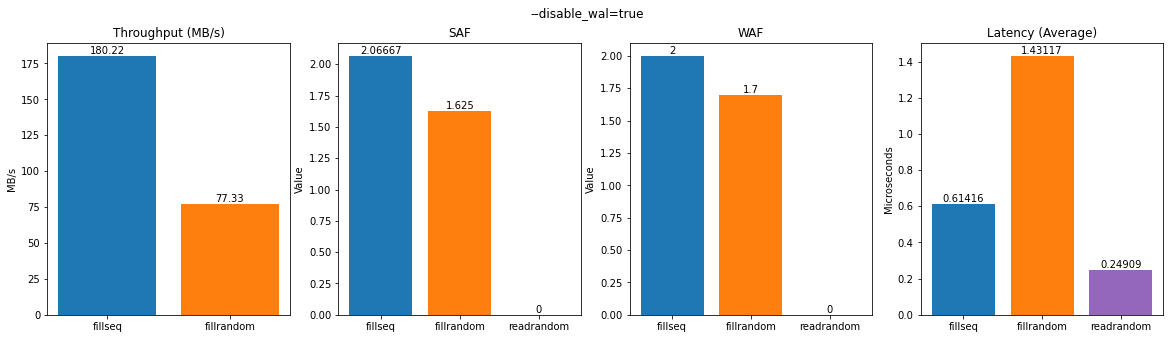 --disable_wal=true
Throughput (MB/s)
MB/s
0
25
50
75
100
125
150
175
180.22
77.33
fillseq
fillrandom
SAF
Value
0.00
0.25
0.50
0.75
1.00
1.25
1.50
1.75
2.00
2.06667
1.625
0
fillseq
fillrandom
readrandom
WAF
Value
0.00
0.25
0.50
0.75
1.00
1.25
1.50
1.75
2.00
2
1.7
0
fillseq
fillrandom
readrandom
Latency (Average)
Microseconds
0.0
0.2
0.4
0.6
0.8
1.0
1.2
1.4
0.61416
1.43117
0.24909
fillseq
fillrandom
readrandom